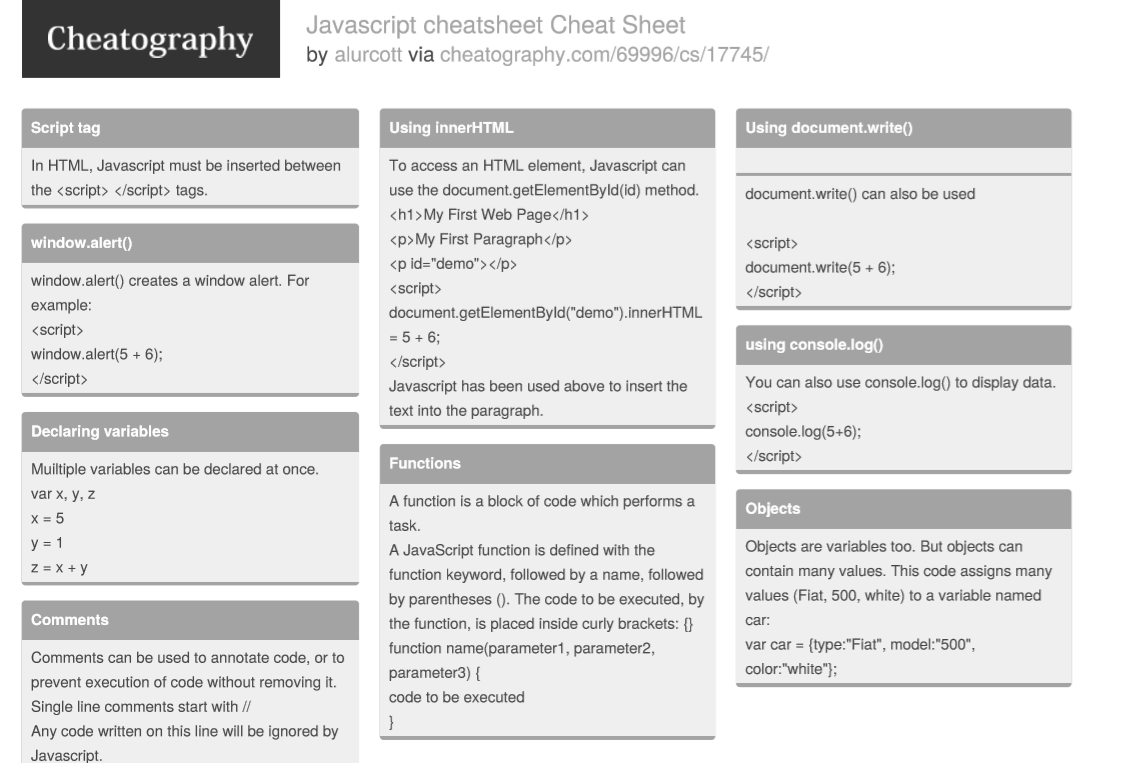 Cheatography
Javascript cheatsheet Cheat Sheet
by alurcott via cheatography.com/69996/cs/17745/
Script tag
In HTML, Javascript must be inserted between
the <script> </script> tags.
window.alert()
window.alert() creates a window alert. For
example:
<script>
window.alert(5 + 6);
</script>
Declaring variables
Muiltiple variables can be declared at once.
var x, y, z
x = 5
y = 1
z = x + y
Comments
Comments can be used to annotate code, or to
prevent execution of code without removing it.
Single line comments start with //
Any code written on this line will be ignored by
Javascript.
Using innerHTML
To access an HTML element, Javascript can
use the document.getElementById(id) method.
<h1>My First Web Page</h1>
<p>My First Paragraph</p>
<p id="demo"></p>
<script>
document.getElementById("demo").innerHTML
= 5 + 6;
</script>
Javascript has been used above to insert the
text into the paragraph.
Functions
A function is a block of code which performs a
task.
A JavaScript function is defined with the
function keyword, followed by a name, followed
by parentheses (). The code to be executed, by
the function, is placed inside curly brackets: {}
function name(parameter1, parameter2,
parameter3) {
code to be executed
}
Using document.write()
document.write() can also be used
<script>
document.write(5 + 6);
</script>
using console.log()
You can also use console.log() to display data.
<script>
console.log(5+6);
</script>
Objects
Objects are variables too. But objects can
contain many values. This code assigns many
values (Fiat, 500, white) to a variable named
car:
var car = {type:"Fiat", model:"500",
color:"white"};